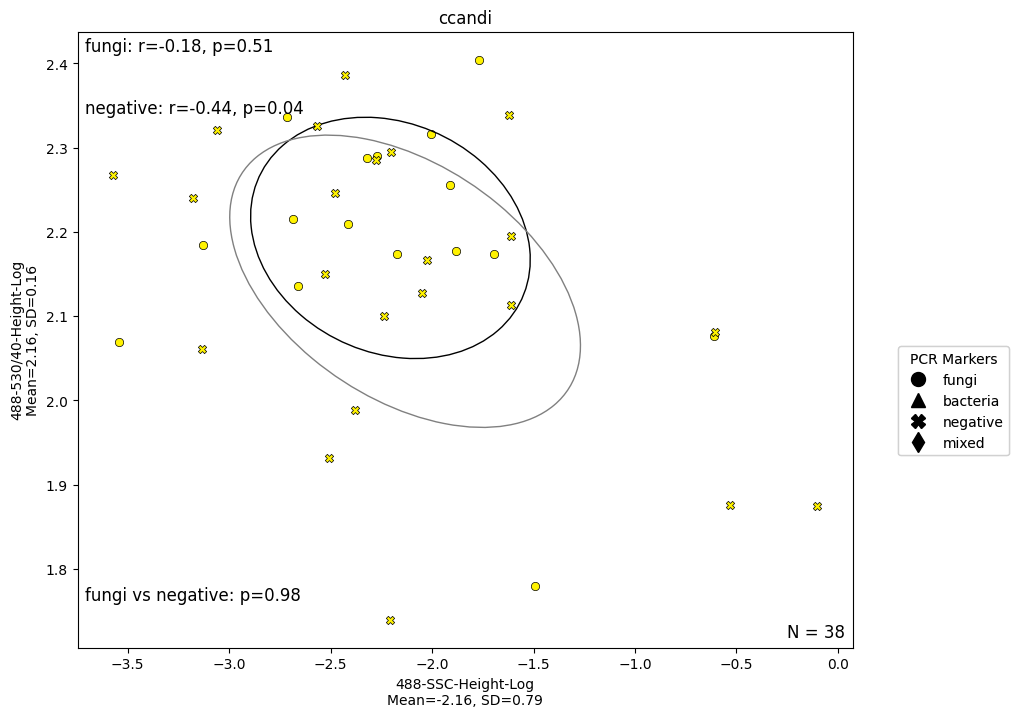 ccandi
fungi: r=-0.18, p=0.51
negative: r=-0.44, p=0.04
fungi vs negative: p=0.98
N = 38
2.4
2.3
2.2
2.1
2.0
1.9
1.8
488-530/40-Height-Log
Mean=2.16, SD=0.16
−3.5
−3.0
−2.5
−2.0
−1.5
−1.0
−0.5
0.0
488-SSC-Height-Log
Mean=-2.16, SD=0.79
PCR Markers
fungi
bacteria
negative
mixed